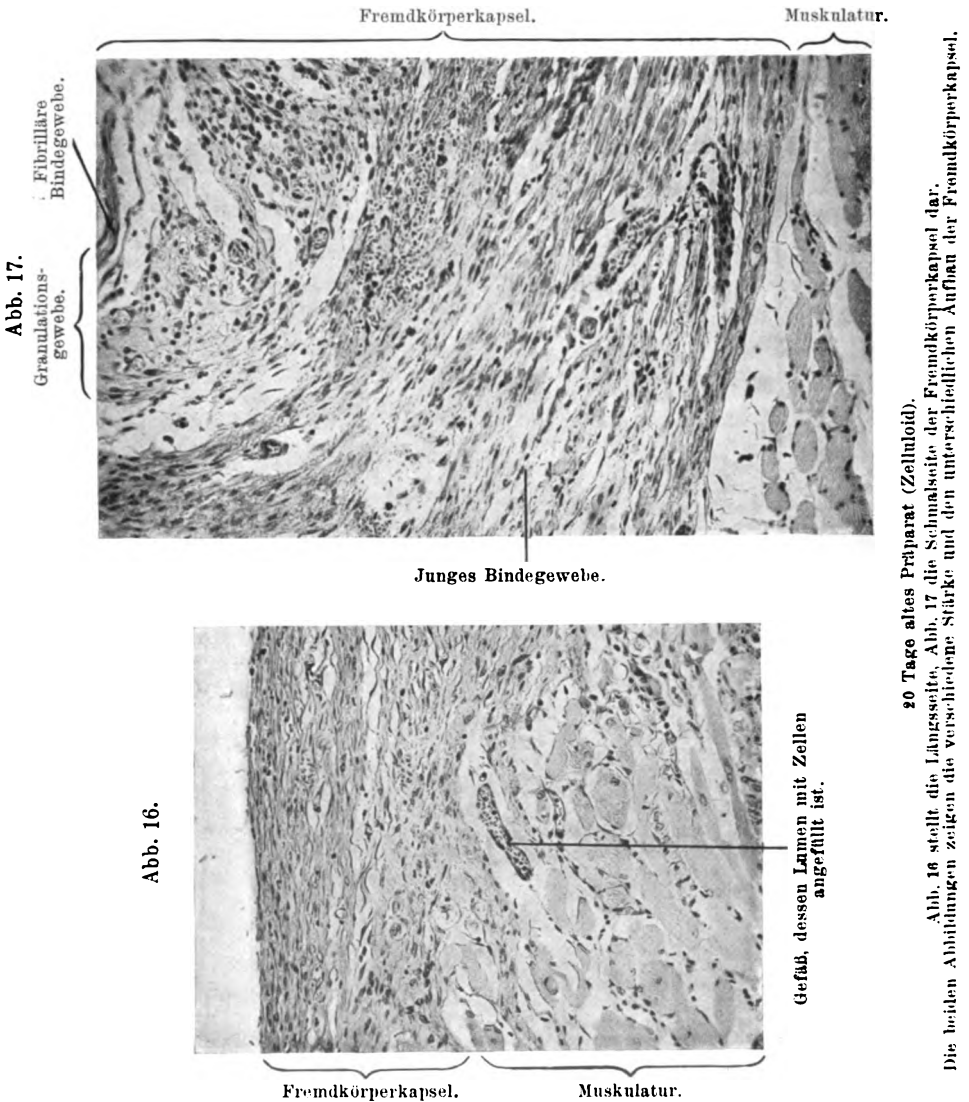 Fremdkörperkapsel.
Muskulatur.
Abb. 17.
Granulations-
gewebe.
Fibrilläre
Bindegewebe.
Junges Bindegewebe.
Abb. 16.
Gefäß, dessen Lumen mit Zellen
angefüllt ist.
Fremdkörperkapsel.
Muskulatur.
20 Tage altes Präparat (Zelluloid).
Abb. 16 stellt die Längsseite, Abb. 17 die Schmalseite der Fremdkörperkapsel dar.
Die beiden Abbildungen zeigen die verschiedene Stärke und den unterschiedlichen Aufbau der Fremdkörperkapsel.